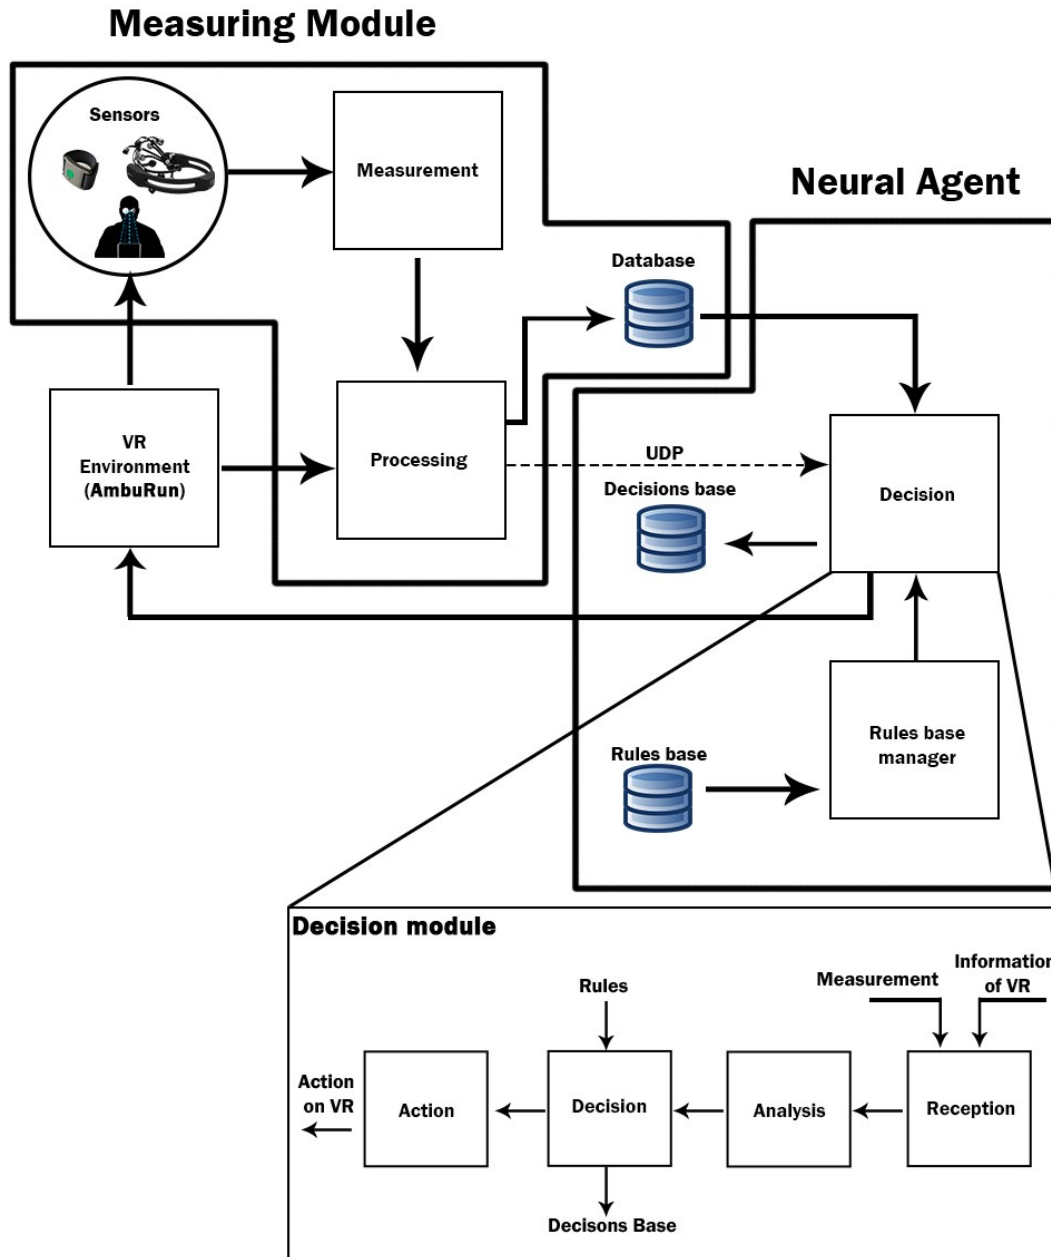 Measuring Module
Sensors
Measurement
Neural Agent
Database
VR
Environment
(AmbuRun)
Processing
UDP
Decisions base
Decision
Rules base
Rules base
manager
Decision module
Rules
Measurement
Information
of VR
Action
on VR
Action
Decision
Analysis
Reception
Decisons Base